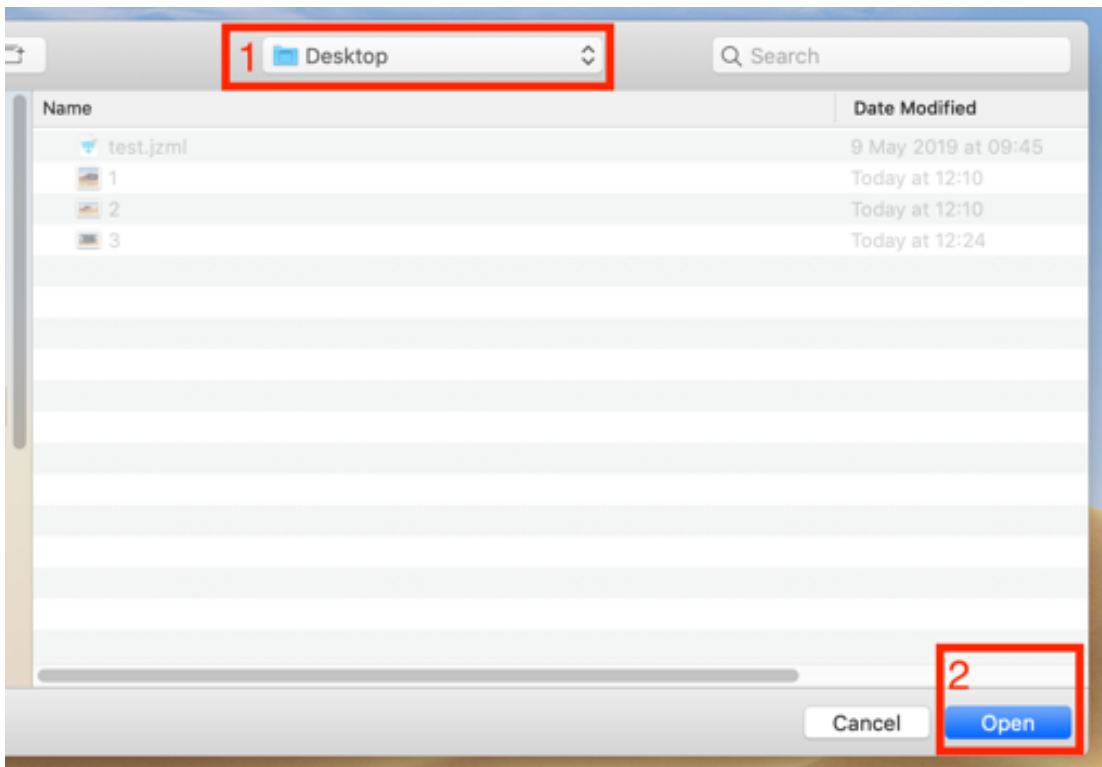 1 Desktop Search
Name Date Modified
test.jzml 9 May 2019 at 09:45
1 Today at 12:10
2 Today at 12:10
3 Today at 12:24
2
Cancel Open